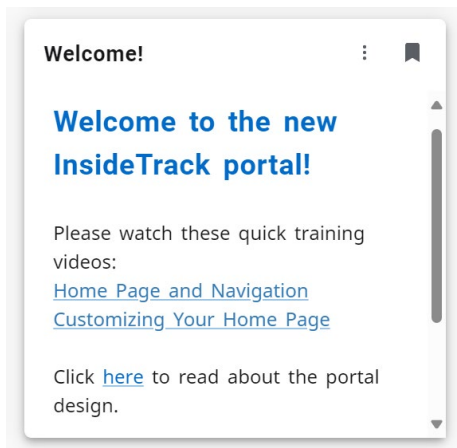 Welcome!
Welcome to the new
InsideTrack portal!
Please watch these quick training
videos:
Home Page and Navigation
Customizing Your Home Page
Click here to read about the portal
design.